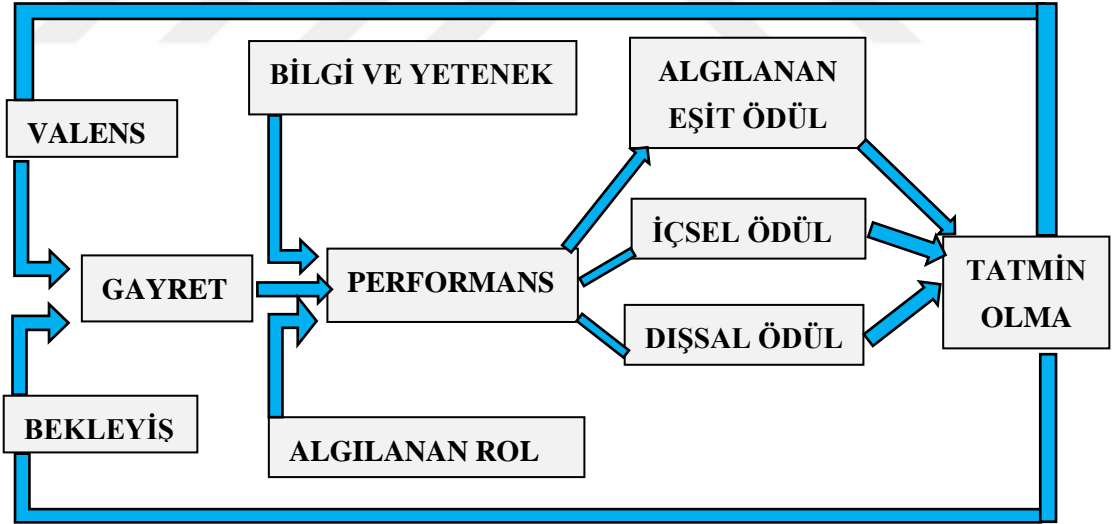 BİLGİ VE YETENEK
ALGILANAN
EŞİT ÖDÜL
VALENS
İÇSEL ÖDÜL
GAYRET
PERFORMANS
TATMİN
OLMA
DIŞSAL ÖDÜL
BEKLEYİŞ
ALGILANAN ROL